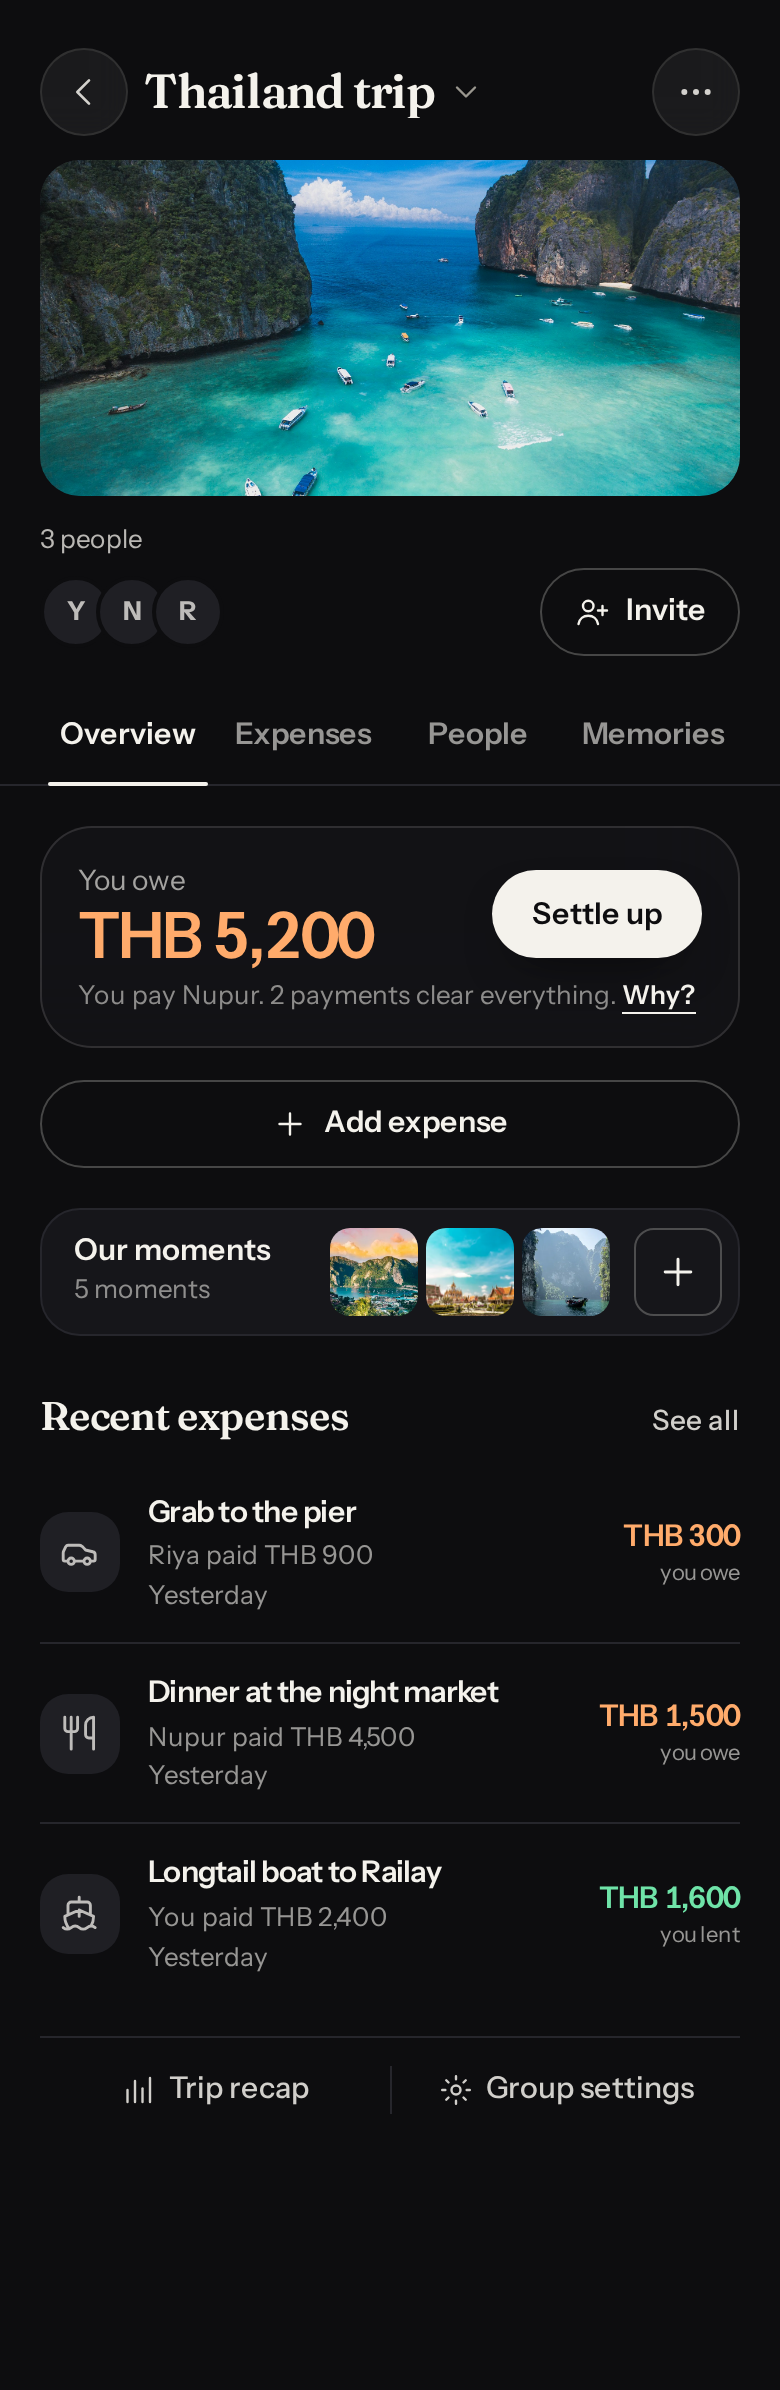 Thailand trip
3 people
Y N R
Invite
Overview Expenses People Memories
You owe
THB 5,200
Settle up
You pay Nupur. 2 payments clear everything. Why?
Add expense
Our moments
5 moments
Recent expenses
See all
Grab to the pier
Riya paid THB 900
Yesterday
THB 300
you owe
Dinner at the night market
Nupur paid THB 4,500
Yesterday
THB 1,500
you owe
Longtail boat to Railay
You paid THB 2,400
Yesterday
THB 1,600
you lent
Trip recap
Group settings